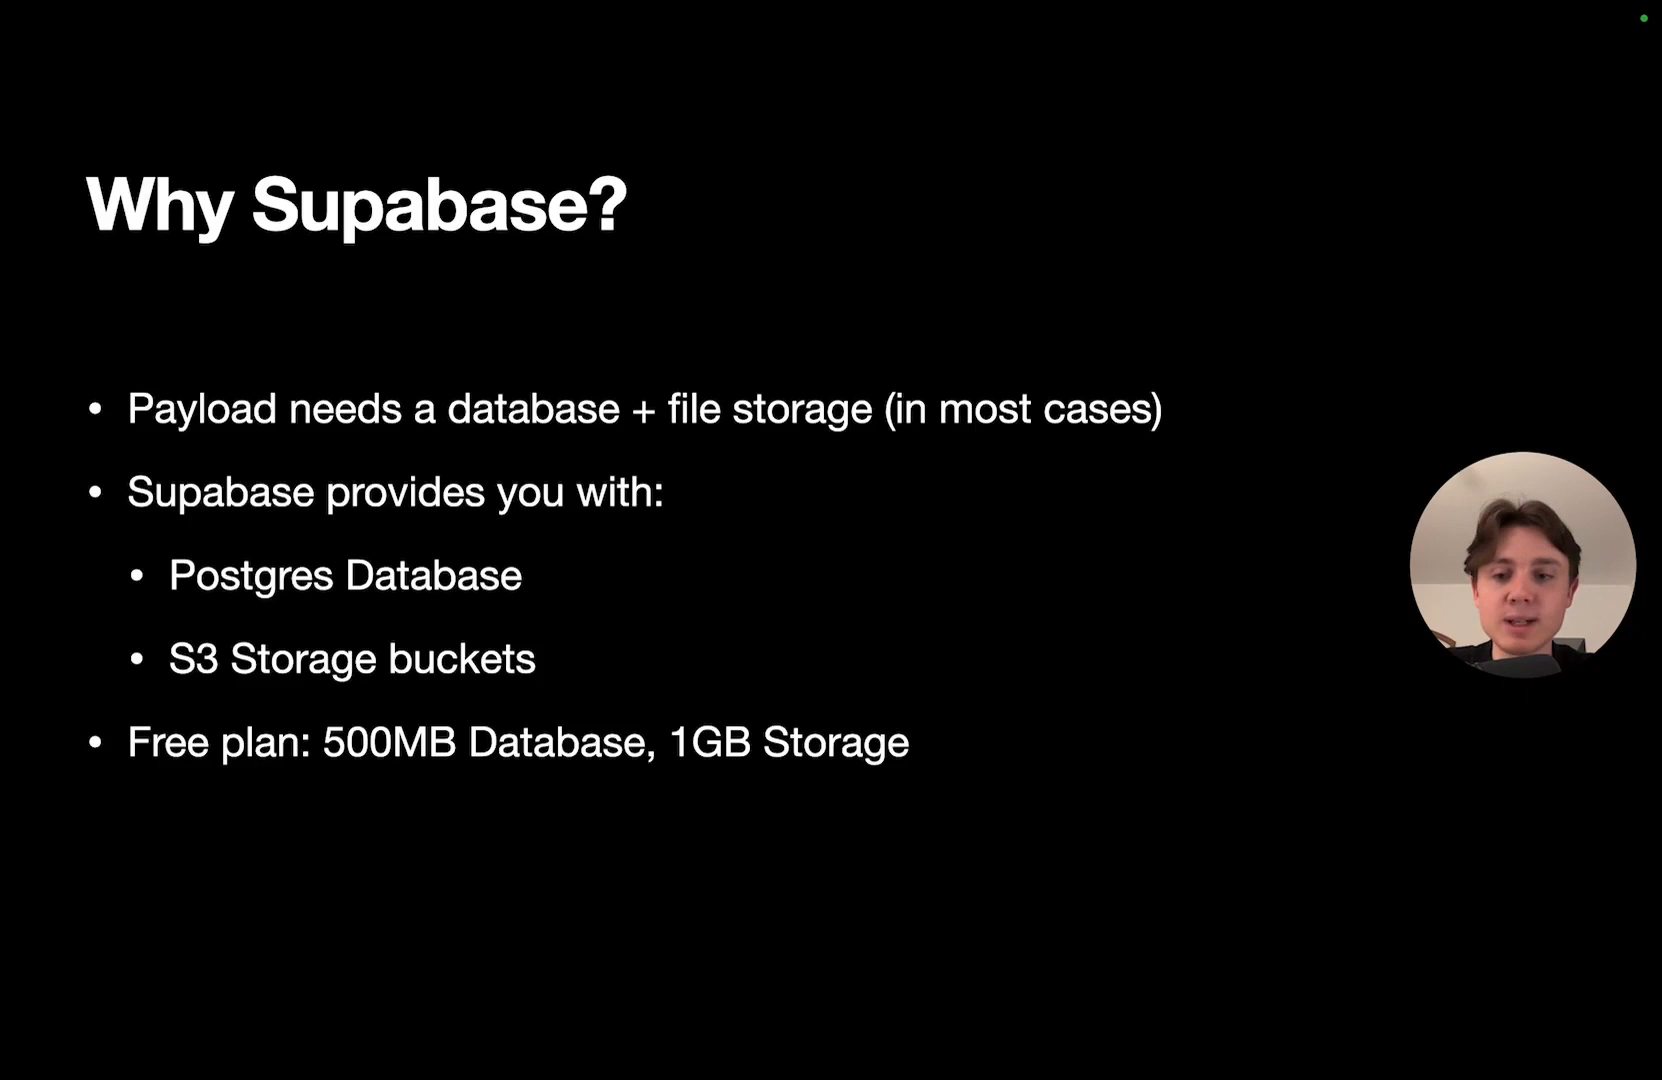 Why Supabase?
• Payload needs a database + file storage (in most cases)
• Supabase provides you with:
• Postgres Database
• S3 Storage buckets
• Free plan: 500MB Database, 1GB Storage